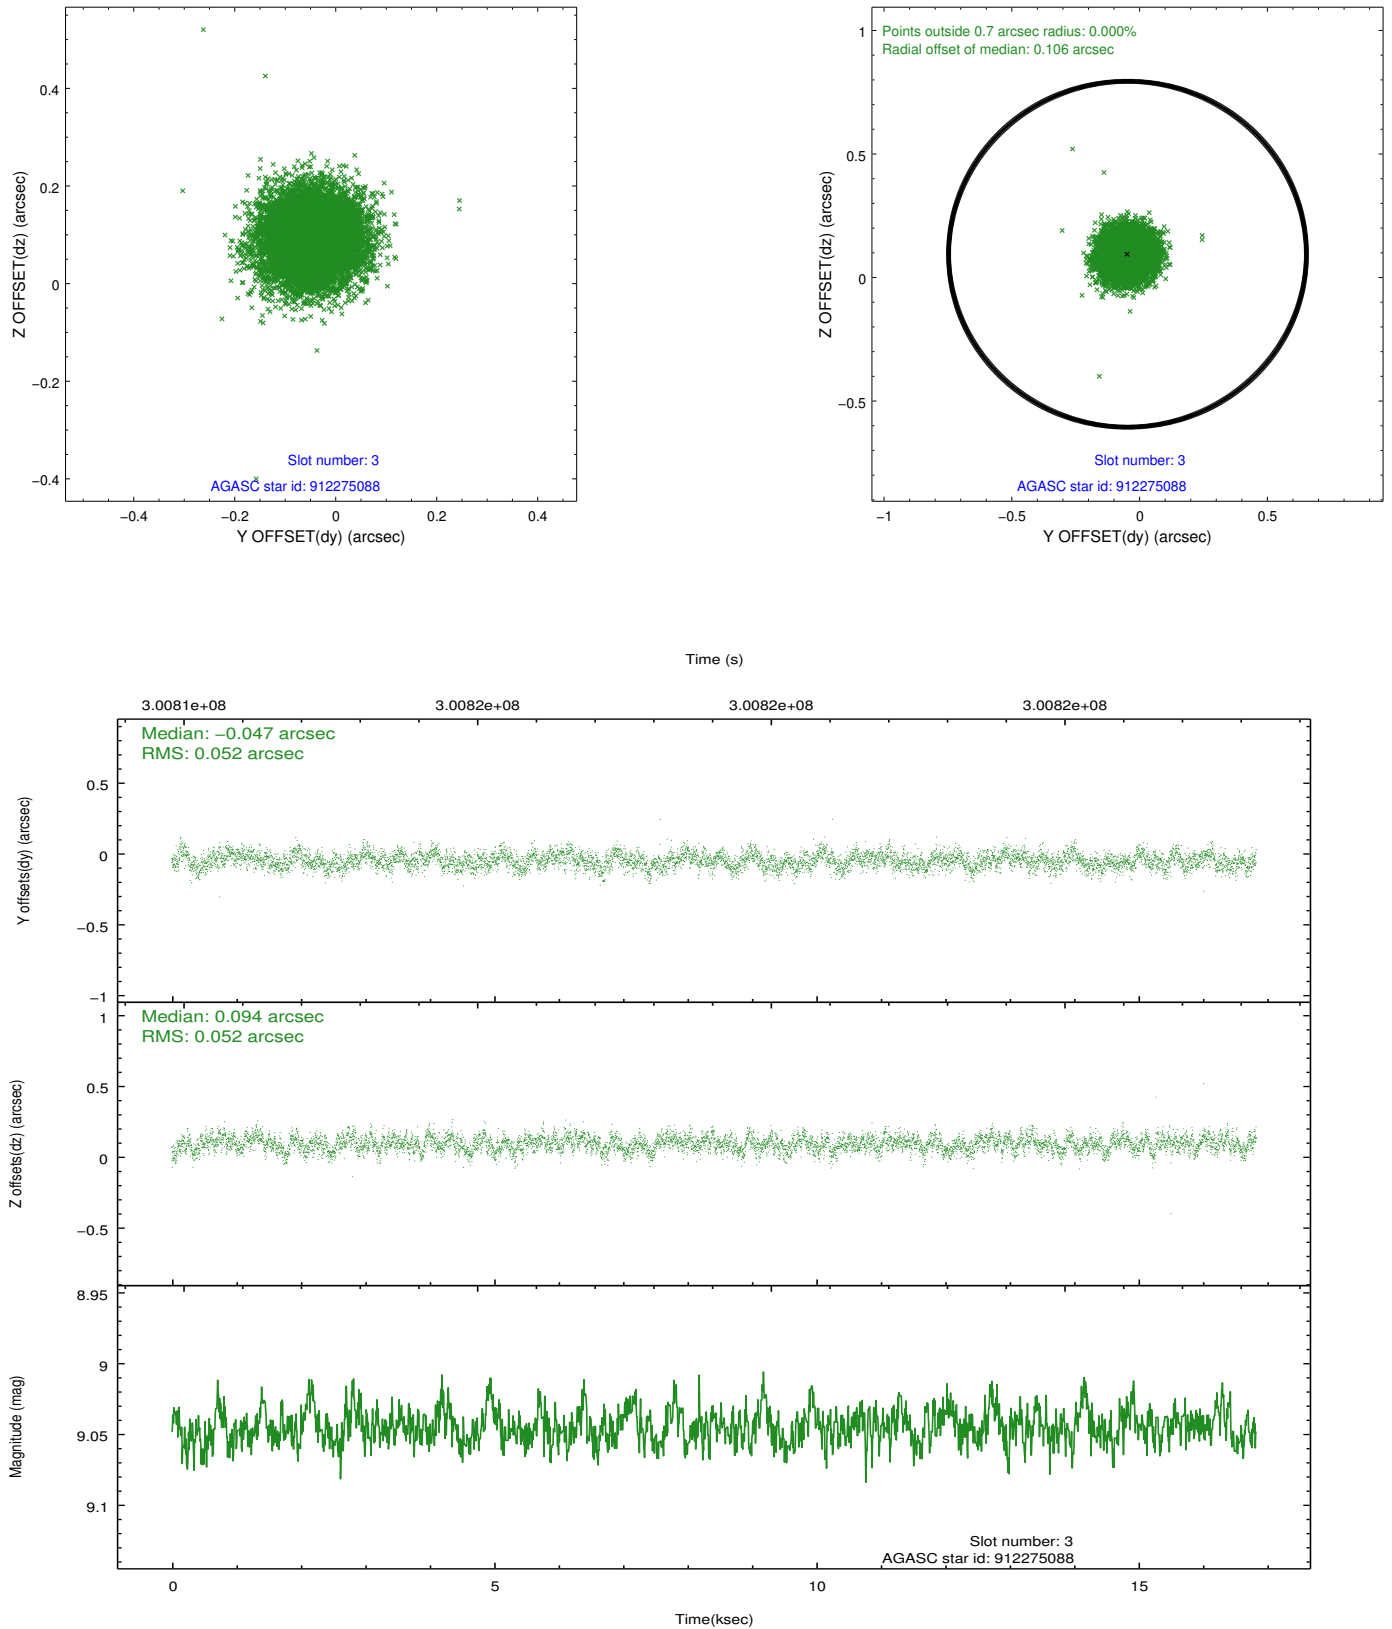 0.4
0.2
0
−0.2
−0.4
Z OFFSET(dz) (arcsec)
Slot number: 3
AGASC star id: 912275088
−0.4 −0.2 0 0.2 0.4
Y OFFSET(dy) (arcsec)
Points outside 0.7 arcsec radius: 0.000%
Radial offset of median: 0.106 arcsec
1
0.5
0
−0.5
Z OFFSET(dz) (arcsec)
Slot number: 3
AGASC star id: 912275088
−1 −0.5 0 0.5
Y OFFSET(dy) (arcsec)
Time (s)
3.0081e+08 3.0082e+08 3.0082e+08 3.0082e+08
Median: −0.047 arcsec
RMS: 0.052 arcsec
0.5
0
−0.5
−1
Y offsets(dy) (arcsec)
Median: 0.094 arcsec
RMS: 0.052 arcsec
1
0.5
0
−0.5
Z offsets(dz) (arcsec)
8.95
9
9.05
9.1
Magnitude (mag)
Slot number: 3
AGASC star id: 912275088
0 5 10 15
Time(ksec)